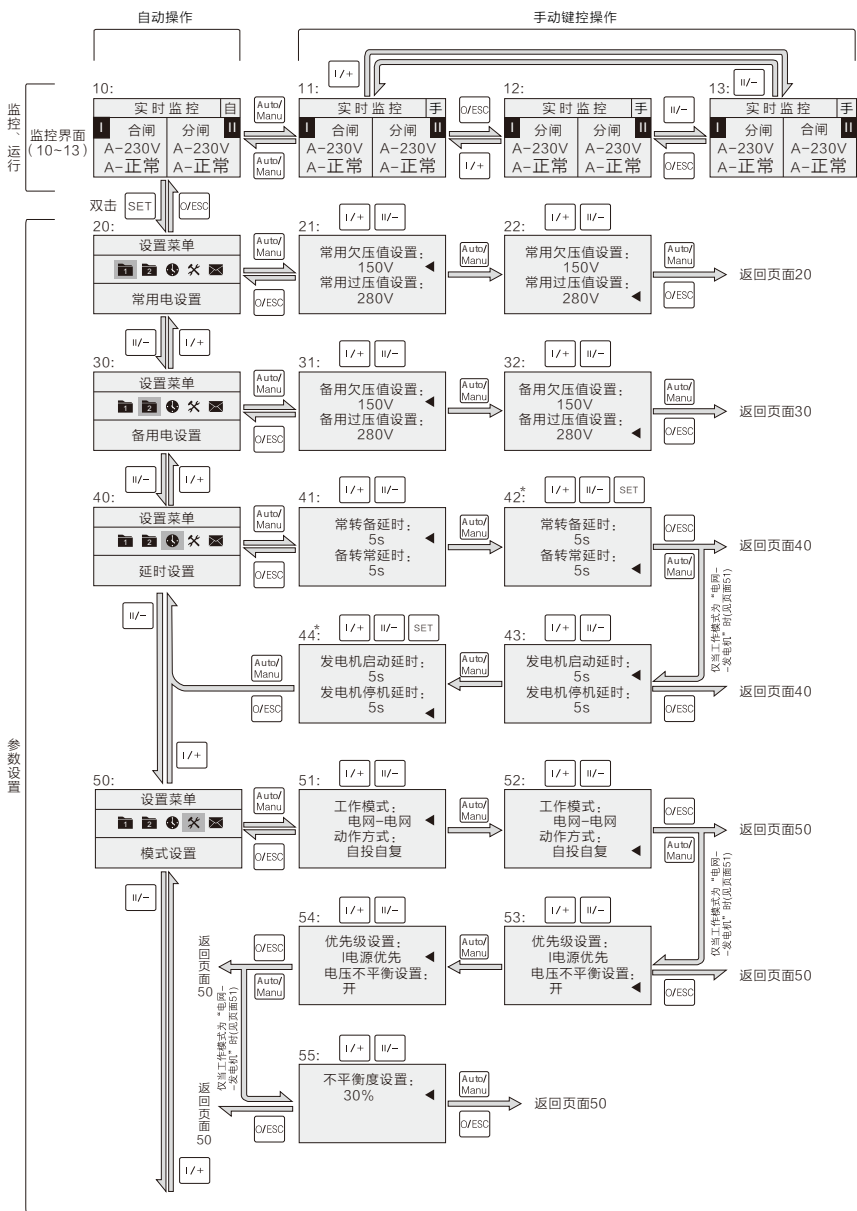 自动操作
手动键控操作
I/+
II/-
监控、运行
监控界面
(10~13)
10:
实时监控 自
I 合闸 分闸 II
A-230V A-230V
A-正常 A-正常
Auto/Manu
Auto/Manu
11:
实时监控 手
I 合闸 分闸 II
A-230V A-230V
A-正常 A-正常
O/ESC
I/+
12:
实时监控 手
I 分闸 分闸 II
A-230V A-230V
A-正常 A-正常
II/-
O/ESC
13:
实时监控 手
I 分闸 合闸 II
A-230V A-230V
A-正常 A-正常
双击 SET O/ESC
参数设置
20:
设置菜单
1 2
常用电设置
Auto/Manu
O/ESC
21: I/+ II/-
常用欠压值设置:
150V
常用过压值设置:
280V
Auto/Manu
22: I/+ II/-
常用欠压值设置:
150V
常用过压值设置:
280V
Auto/Manu
O/ESC
返回页面20
II/- I/+
30:
设置菜单
1 2
备用电设置
Auto/Manu
O/ESC
31: I/+ II/-
备用欠压值设置:
150V
备用过压值设置:
280V
Auto/Manu
32: I/+ II/-
备用欠压值设置:
150V
备用过压值设置:
280V
Auto/Manu
O/ESC
返回页面30
II/- I/+
40:
设置菜单
1 2
延时设置
Auto/Manu
O/ESC
41: I/+ II/-
常转备延时:
5s
备转常延时:
5s
Auto/Manu
42*: I/+ II/- SET
常转备延时:
5s
备转常延时:
5s
O/ESC
Auto/Manu
返回页面40
仅当工作模式为"电网-
-发电机"时(见页面51)
43: I/+ II/-
发电机启动延时:
5s
发电机停机延时:
5s
O/ESC
返回页面40
Auto/Manu
44*: I/+ II/- SET
发电机启动延时:
5s
发电机停机延时:
5s
Auto/Manu
O/ESC
II/-
I/+
50:
设置菜单
1 2
模式设置
Auto/Manu
O/ESC
51: I/+ II/-
工作模式:
电网-电网
动作方式:
自投自复
Auto/Manu
52: I/+ II/-
工作模式:
电网-电网
动作方式:
自投自复
O/ESC
Auto/Manu
返回页面50
仅当工作模式为"电网-
-发电机"时(见页面51)
53: I/+ II/-
优先级设置:
I电源优先
电压不平衡设置:
开
O/ESC
返回页面50
Auto/Manu
54: I/+ II/-
优先级设置:
I电源优先
电压不平衡设置:
开
O/ESC
Auto/Manu
返回页面50
仅当工作模式为"电网-
-发电机"时(见页面51)
55: I/+ II/-
不平衡度设置:
30%
Auto/Manu
O/ESC
返回页面50
O/ESC
返回页面50
II/-
I/+